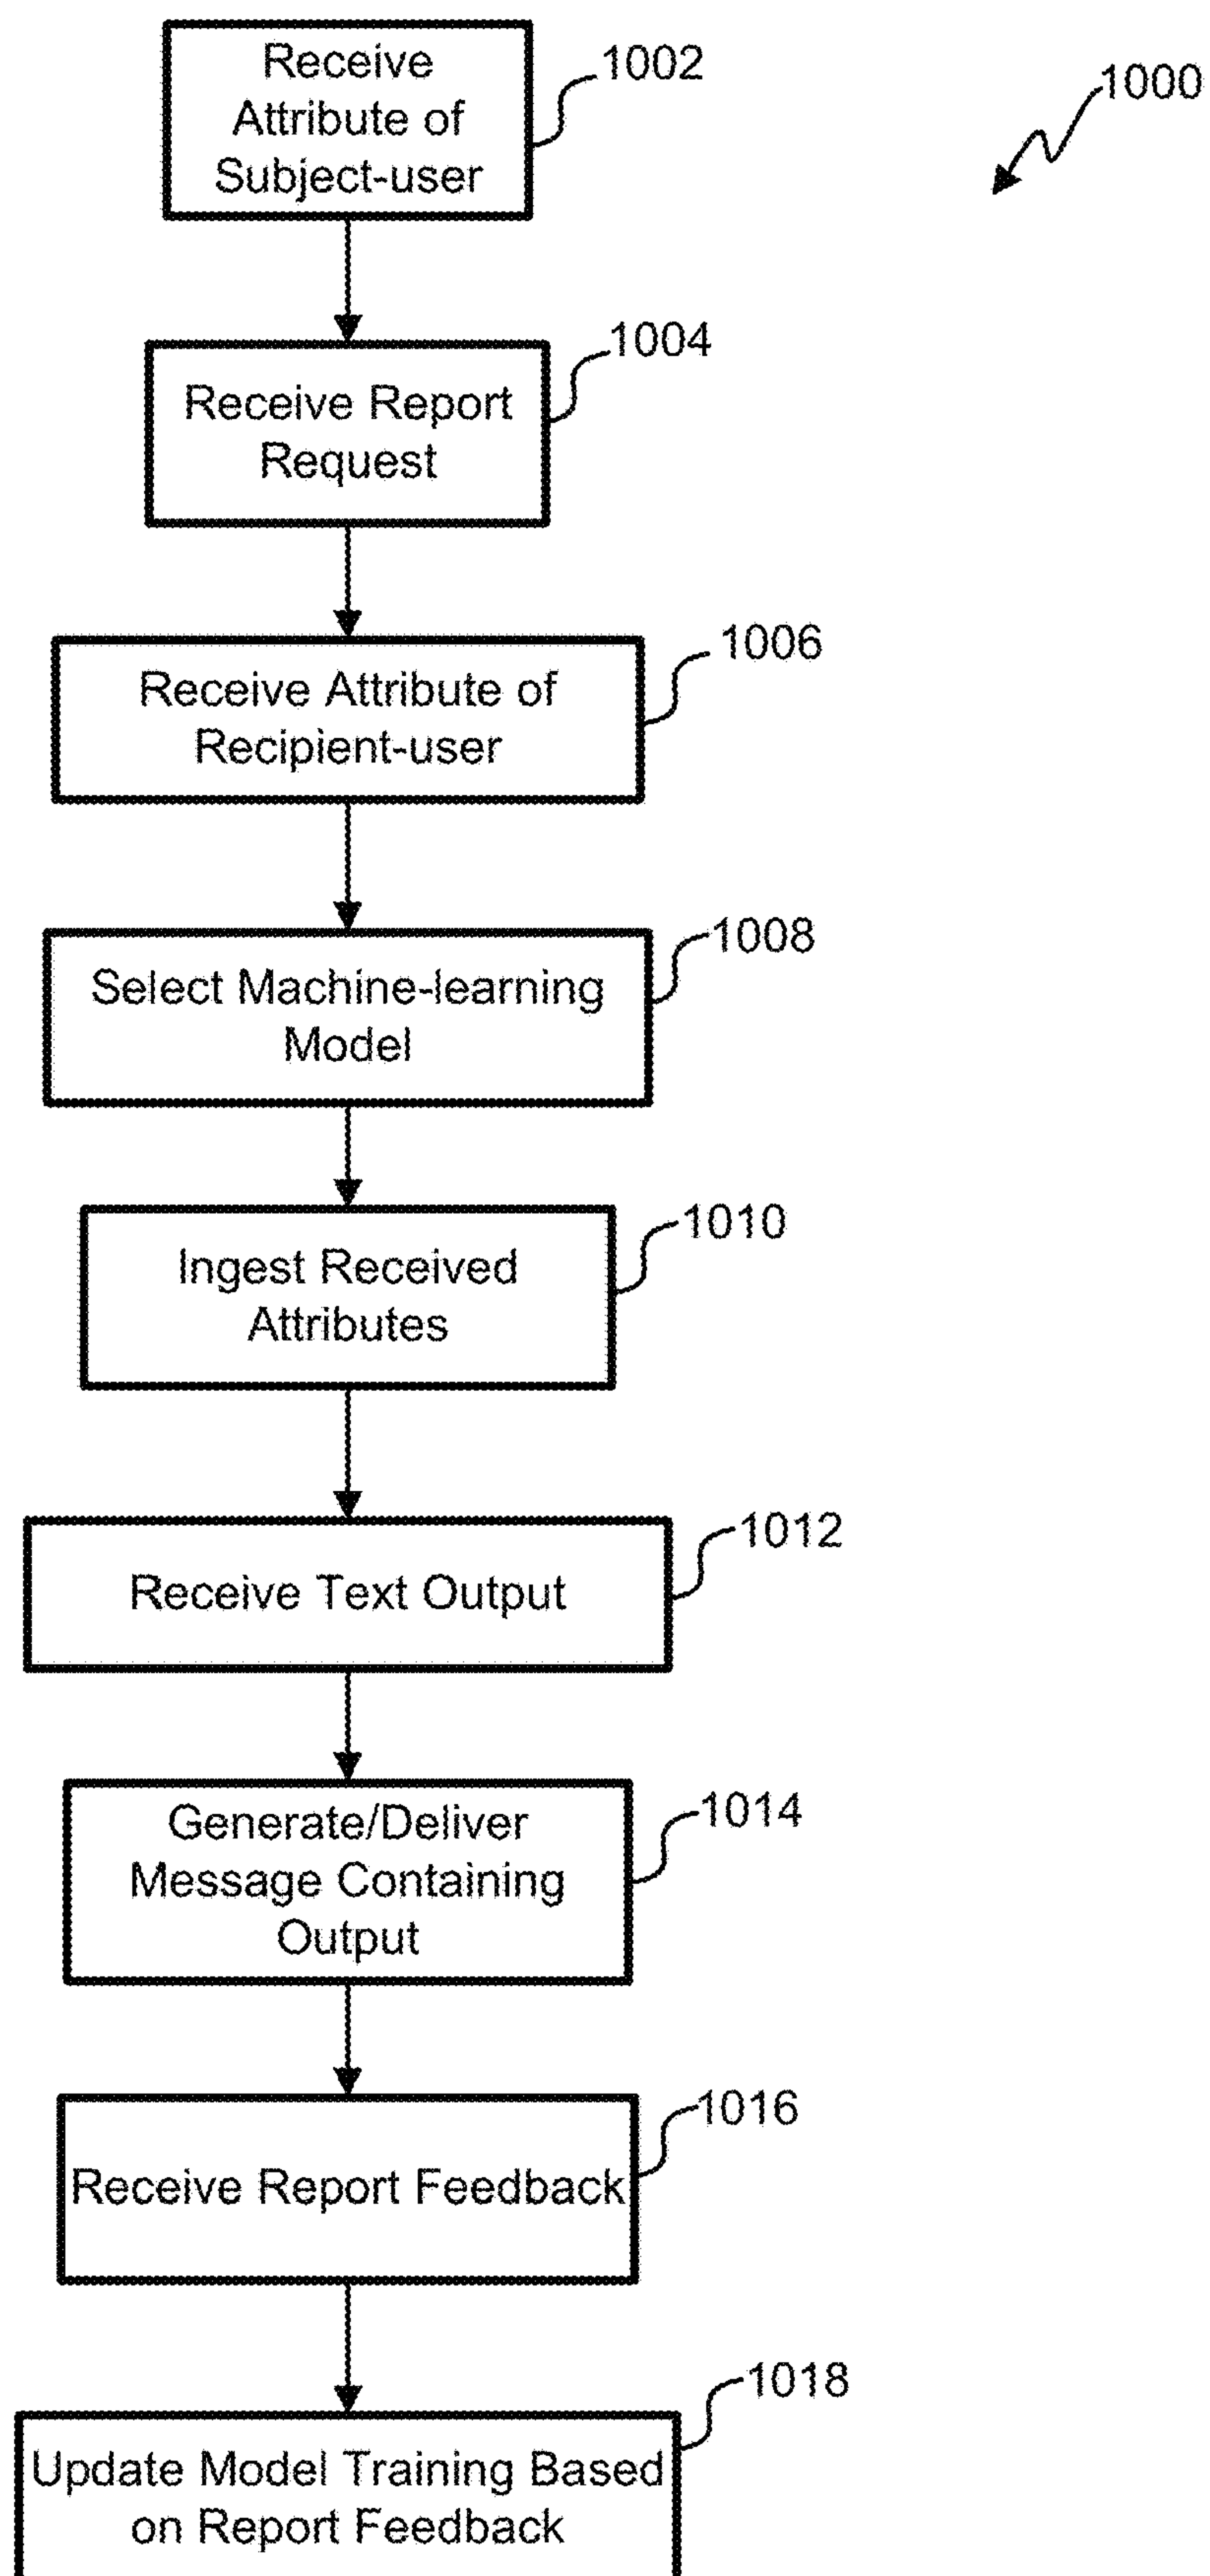 Receive
Attribute of
Subject-user
1002
1000
Receive Report
Request
1004
Receive Attribute of
Recipient-user
1006
Select Machine-learning
Model
1008
Ingest Received
Attributes
1010
Receive Text Output
1012
Generate/Deliver
Message Containing
Output
1014
Receive Report Feedback
1016
Update Model Training Based
on Report Feedback
1018